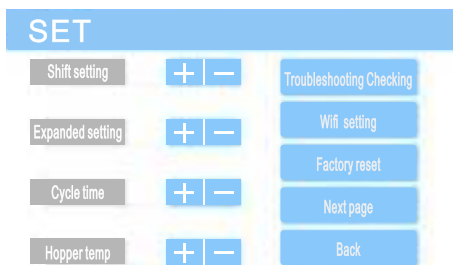 SET
Shift setting
+ −
Troubleshooting Checking
Expanded setting
+ −
Wifi setting
Factory reset
Cycle time
+ −
Next page
Hopper temp
+ −
Back